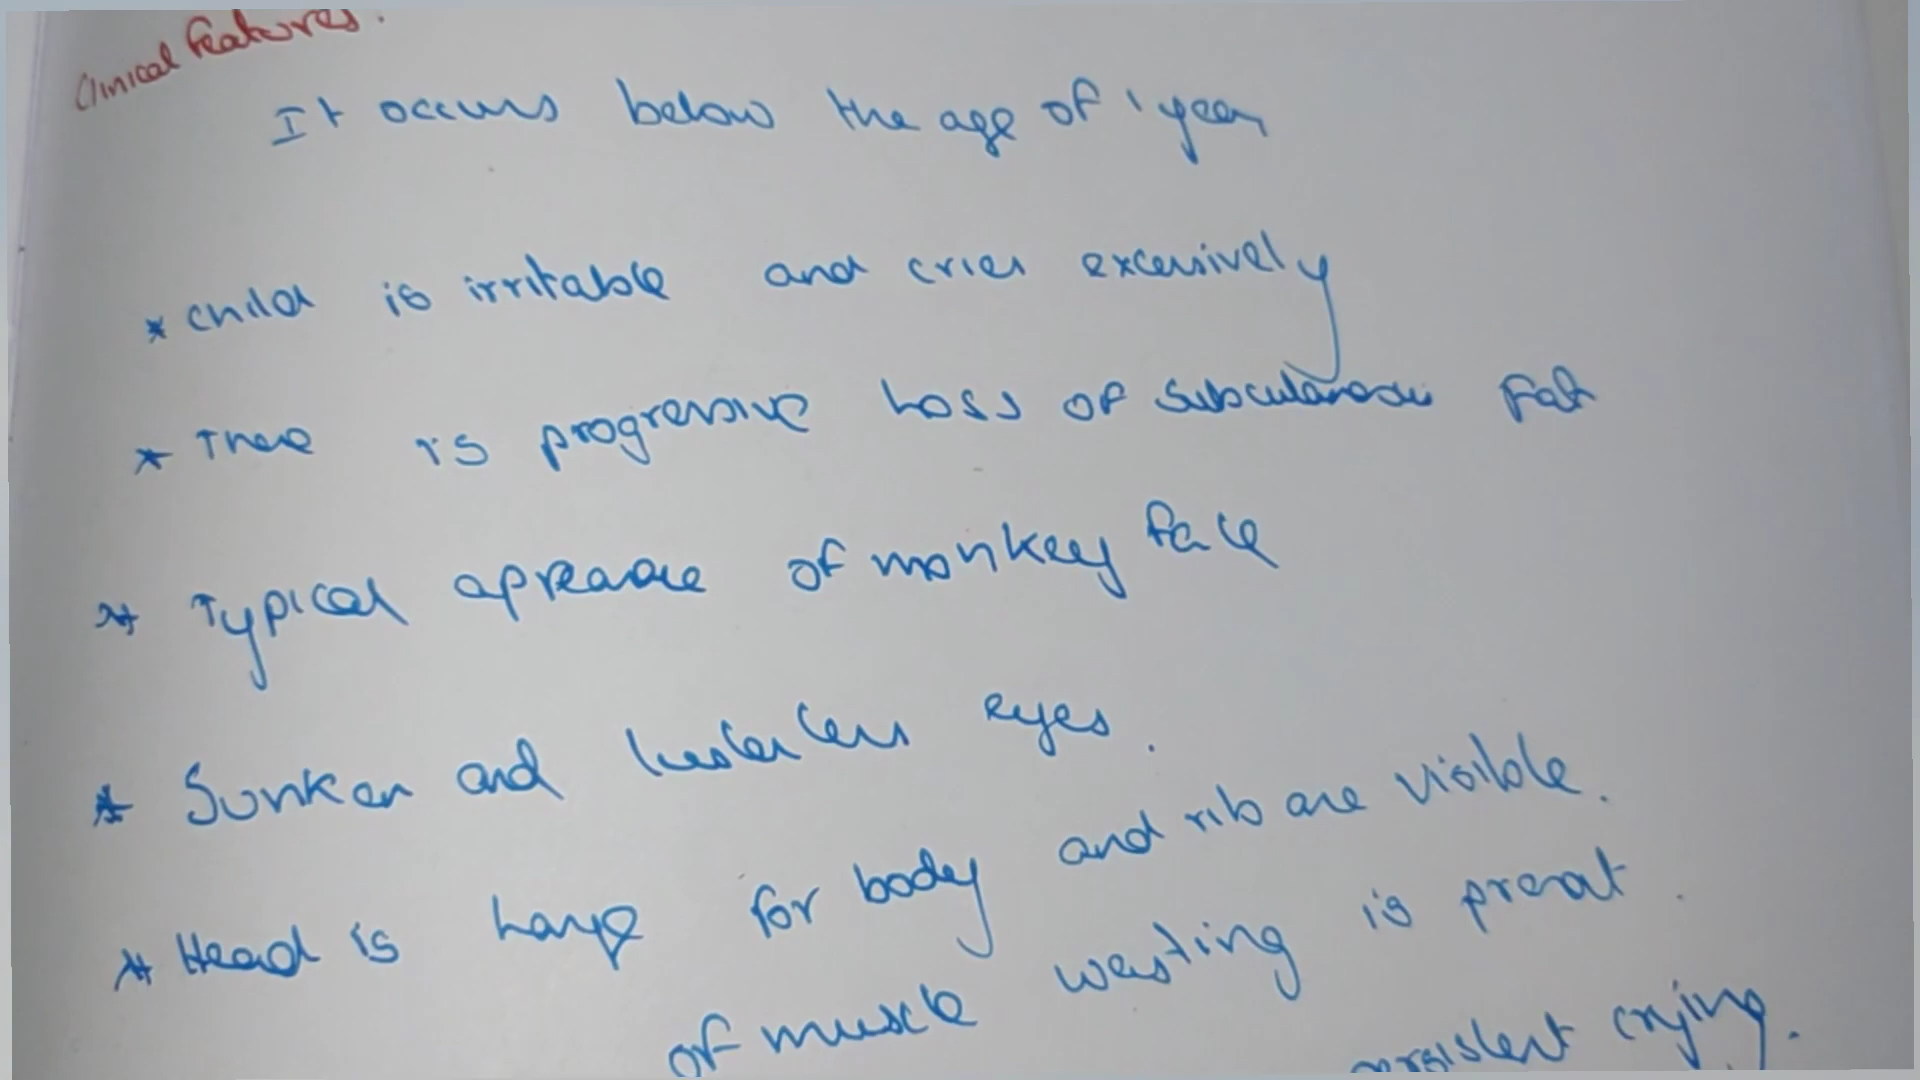 Clinical Features.
It occurs below the age of 1 year
* child is irritable and cries excessively
* There is progressive Loss of Subcutaneous Fat
* Typical of monkey face
* Sunken and eyes.
* Head is large for body and rib are visible.
of muscle wasting is present.
persistent crying.